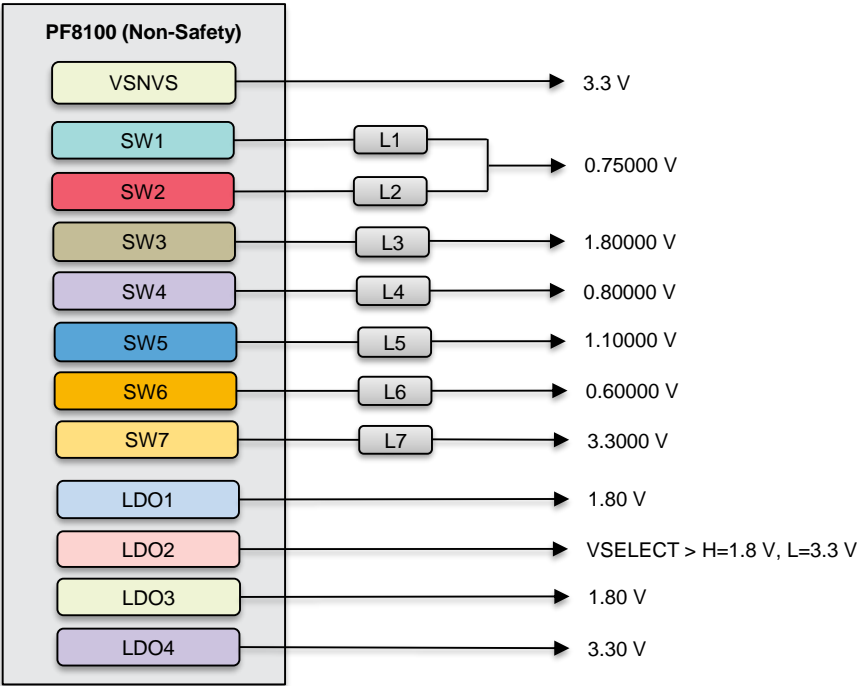 PF8100 (Non-Safety)
VSNVS 3.3 V
SW1 L1
0.75000 V
SW2 L2
SW3 L3 1.80000 V
SW4 L4 0.80000 V
SW5 L5 1.10000 V
SW6 L6 0.60000 V
SW7 L7 3.3000 V
LDO1 1.80 V
LDO2 VSELECT > H=1.8 V, L=3.3 V
LDO3 1.80 V
LDO4 3.30 V